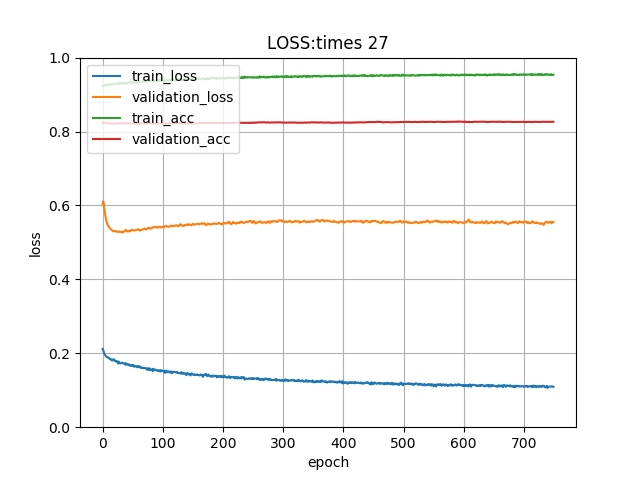 LOSS:times 27
1.0
0.8
0.6
0.4
0.2
0.0
loss
train_loss
validation_loss
train_acc
validation_acc
0 100 200 300 400 500 600 700
epoch